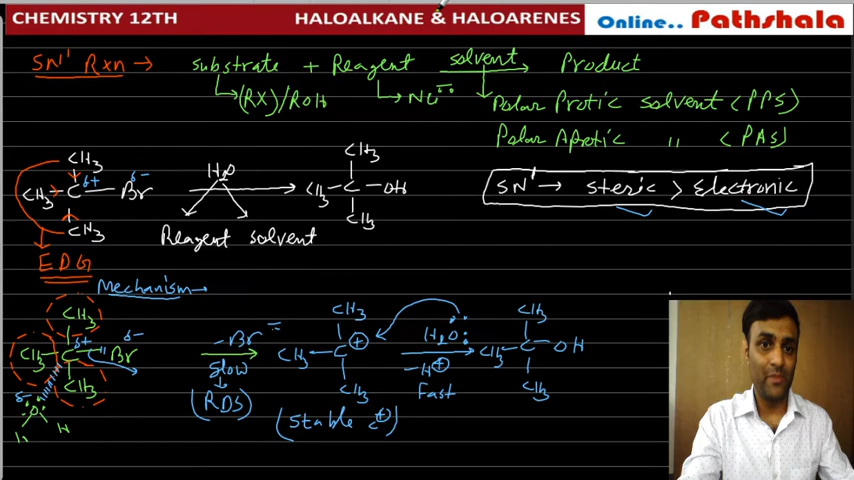 CHEMISTRY 12TH HALOALKANE & HALOARENES Online.. Pathshala
SN1 Rxn → substrate + Reagent solvent → Product
(RX)/ROH Nu Polar Protic solvent (PPS)
Polar Aprotic " (PAS)
CH3 CH3
CH3 - C δ+ - Br δ- H2O → CH3 - C - OH
CH3 CH3
SN1 → steric > Electronic
Reagent solvent
EDG
Mechanism →
CH3 CH3 CH3
CH3 - C δ+ - Br δ- -Br CH3 - C ⊕ H2O: CH3 - C - OH
CH3 slow CH3 -H⊕ CH3
(RDS) Fast
δ- O H H
(Stable C⊕)